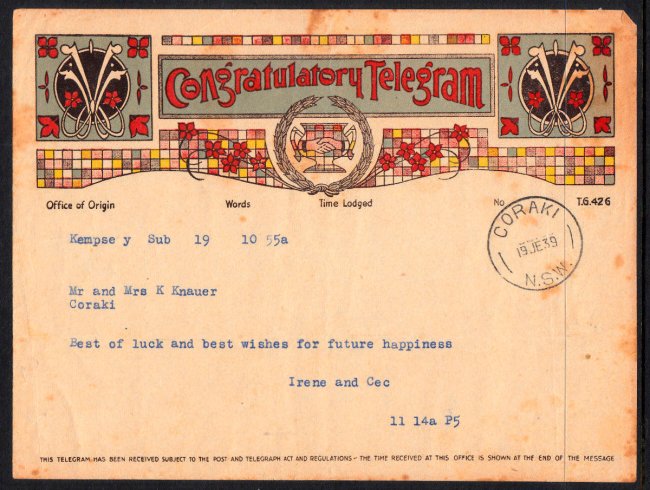 Congratulatory Telegram
Office of Origin Words Time Lodged No T.G.426
CORAKI
19JE39
N.S.W.
Kempse y Sub 19 10 55a
Mr and Mrs K Knauer
Coraki
Best of luck and best wishes for future happiness
Irene and Cec
11 14a P5
THIS TELEGRAM HAS BEEN RECEIVED SUBJECT TO THE POST AND TELEGRAPH ACT AND REGULATIONS - THE TIME RECEIVED AT THIS OFFICE IS SHOWN AT THE END OF THE MESSAGE